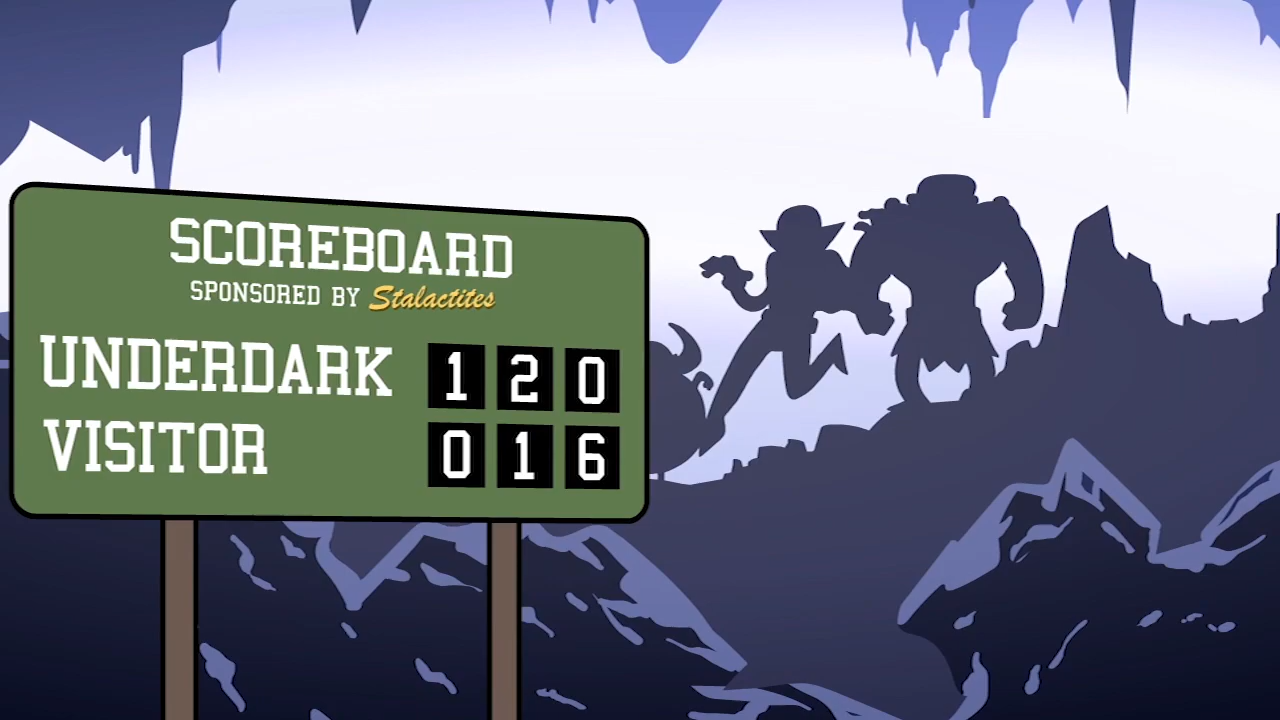 SCOREBOARD
SPONSORED BY Stalactites
UNDERDARK 1 2 0
VISITOR 0 1 6